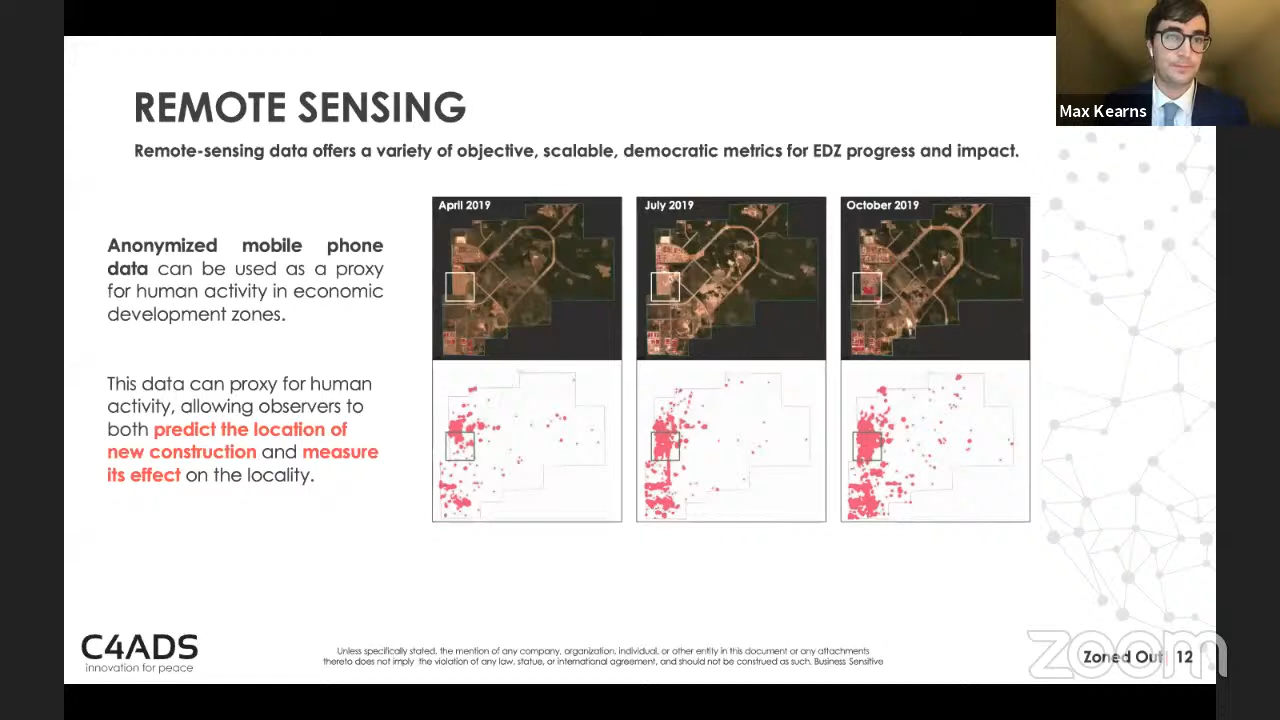 REMOTE SENSING
Remote-sensing data offers a variety of objective, scalable, democratic metrics for EDZ progress and impact.
Max Kearns
Anonymized mobile phone
data can be used as a proxy
for human activity in economic
development zones.
This data can proxy for human
activity, allowing observers to
both predict the location of
new construction and measure
its effect on the locality.
April 2019
July 2019
October 2019
C4ADS
innovation for peace
Unless specifically stated, the mention of any company, organization, individual, or other entity in this document or any attachments
thereto does not imply the violation of any law, statue, or international agreement, and should not be construed as such. Business Sensitive
Zoned Out| 12
zoom